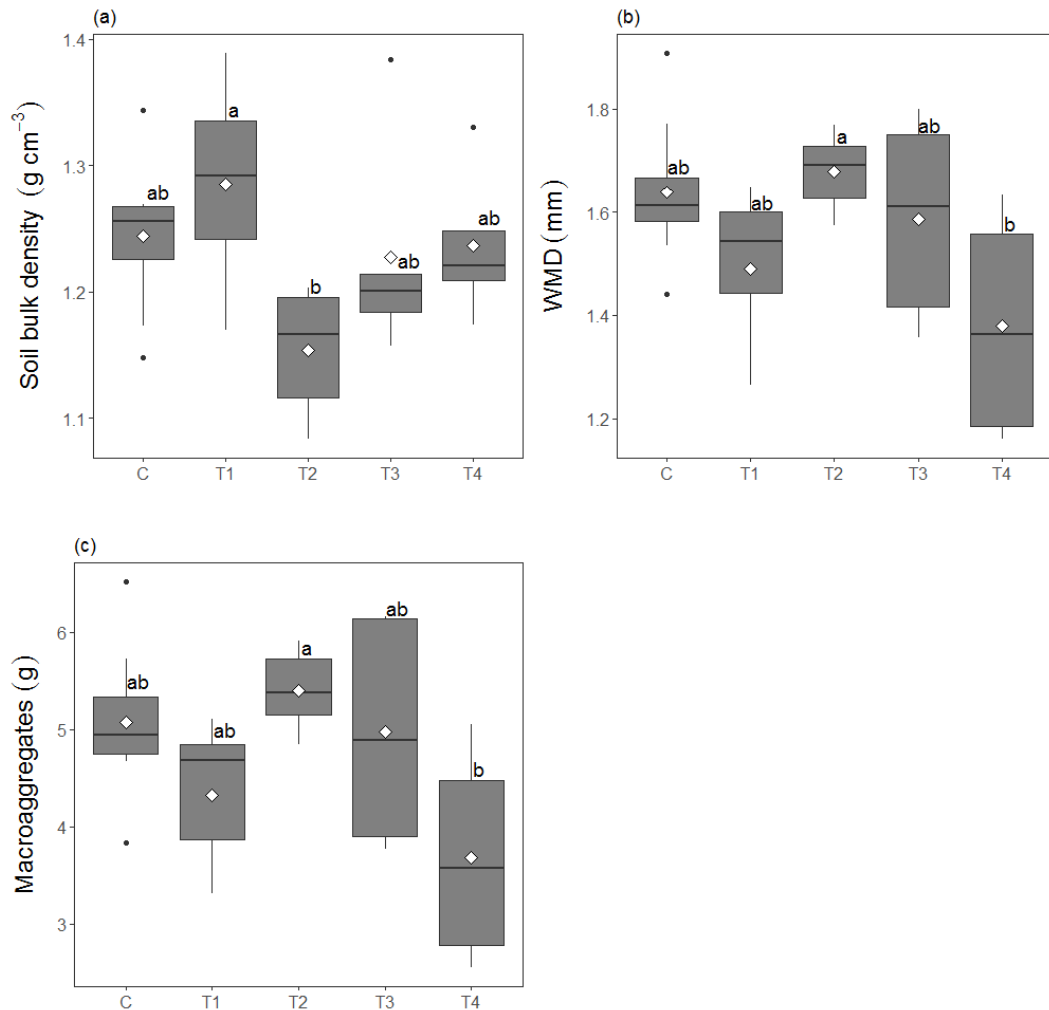 (a)
Soil bulk density (g cm⁻³)
1.4
1.3
1.2
1.1
ab
a
b
ab
ab
C T1 T2 T3 T4
(b)
WMD (mm)
1.8
1.6
1.4
1.2
ab
ab
a
ab
b
C T1 T2 T3 T4
(c)
Macroaggregates (g)
6
5
4
3
ab
ab
a
ab
b
C T1 T2 T3 T4